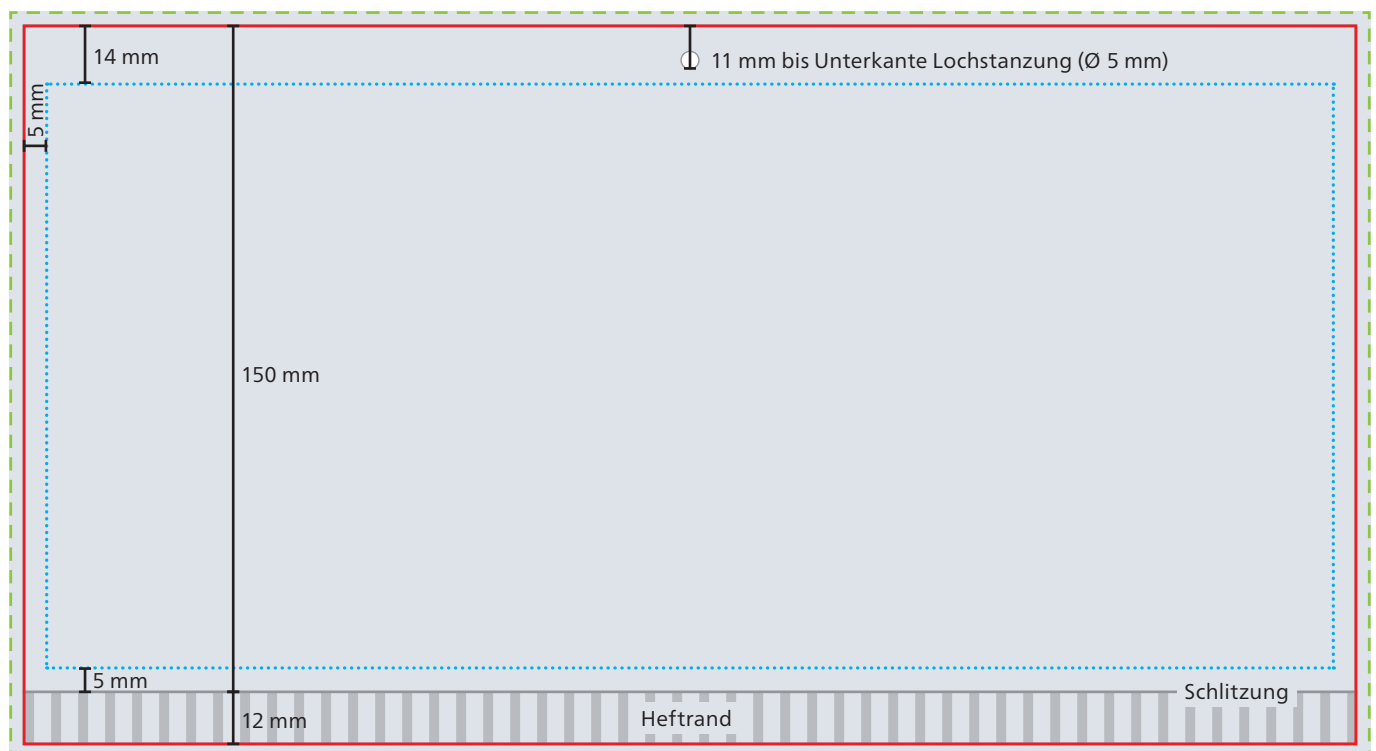 14 mm
11 mm bis Unterkante Lochstanzung (Ø 5 mm)
5 mm
150 mm
5 mm
Schlitzung
12 mm
Heftrand